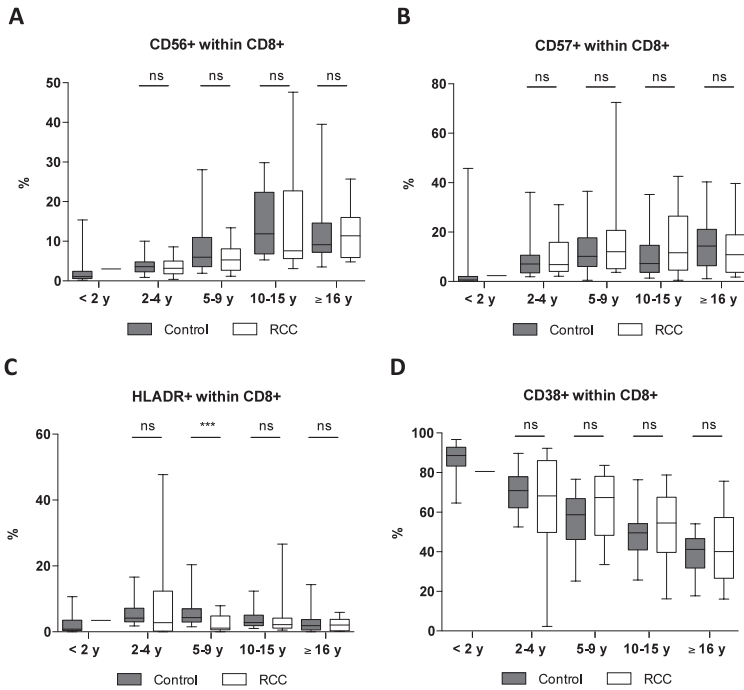 A
CD56+ within CD8+
ns ns ns ns
50
40
30
20
10
0
%
< 2 y 2-4 y 5-9 y 10-15 y ≥ 16 y
Control RCC
B
CD57+ within CD8+
ns ns ns ns
80
60
40
20
0
%
< 2 y 2-4 y 5-9 y 10-15 y ≥ 16 y
Control RCC
C
HLADR+ within CD8+
ns *** ns ns
60
40
20
0
%
< 2 y 2-4 y 5-9 y 10-15 y ≥ 16 y
Control RCC
D
CD38+ within CD8+
ns ns ns ns
100
80
60
40
20
0
%
< 2 y 2-4 y 5-9 y 10-15 y ≥ 16 y
Control RCC